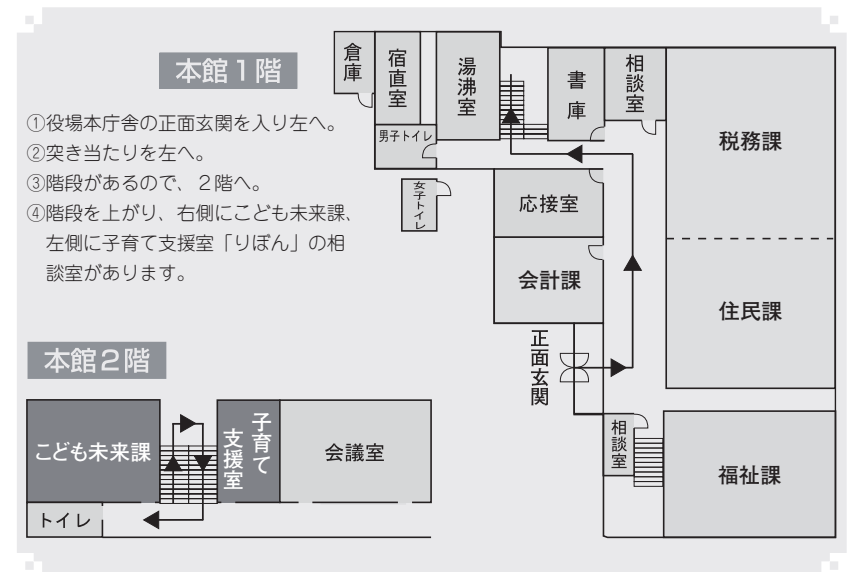 本館1階
①役場本庁舎の正面玄関を入り左へ。
②突き当たりを左へ。
③階段があるので、2階へ。
④階段を上がり、右側にこども未来課、
左側に子育て支援室「りぼん」の相
談室があります。
倉庫
宿直室
湯沸室
書庫
相談室
男子トイレ
女子トイレ
税務課
応接室
会計課
住民課
正面玄関
相談室
福祉課
本館2階
こども未来課
子育て
支援室
会議室
トイレ